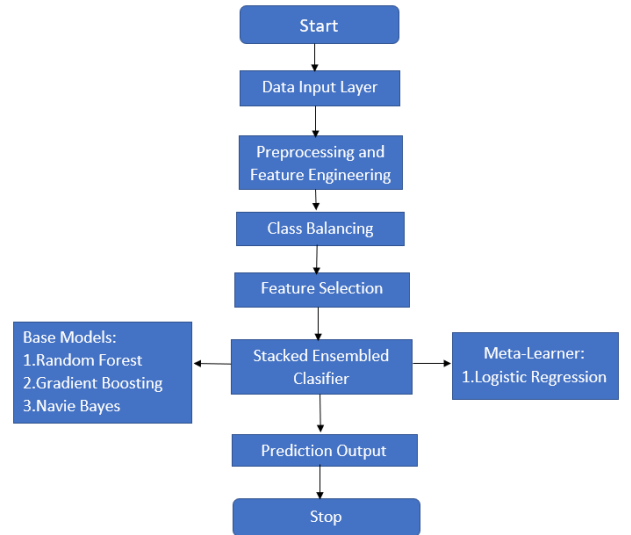 Start
Data Input Layer
Preprocessing and
Feature Engineering
Class Balancing
Feature Selection
Base Models:
1.Random Forest
2.Gradient Boosting
3.Navie Bayes
Stacked Ensembled
Clasifier
Meta-Learner:
1.Logistic Regression
Prediction Output
Stop